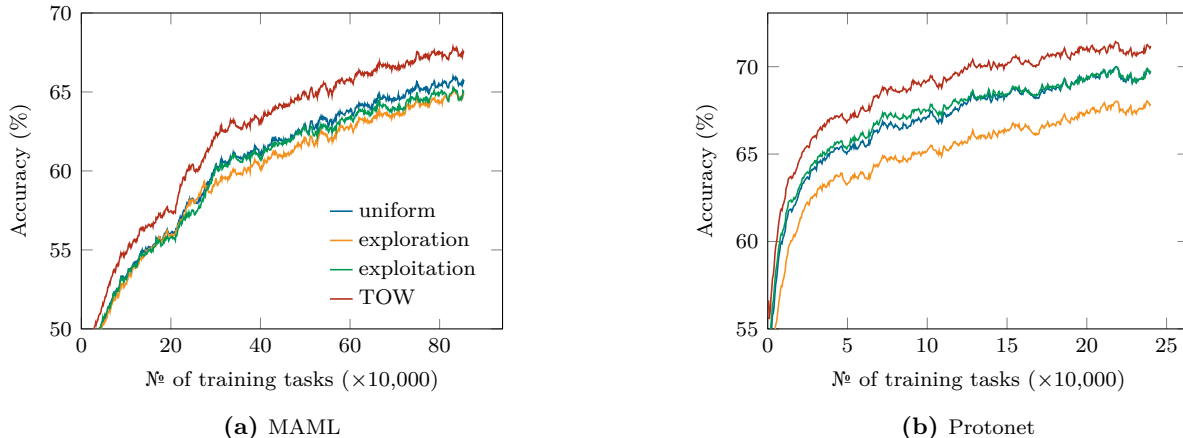 70
65
60
55
50
Accuracy (%)
uniform
exploration
exploitation
TOW
0 20 40 60 80
№ of training tasks (×10,000)
(a) MAML
70
65
60
55
Accuracy (%)
0 5 10 15 20 25
№ of training tasks (×10,000)
(b) Protonet